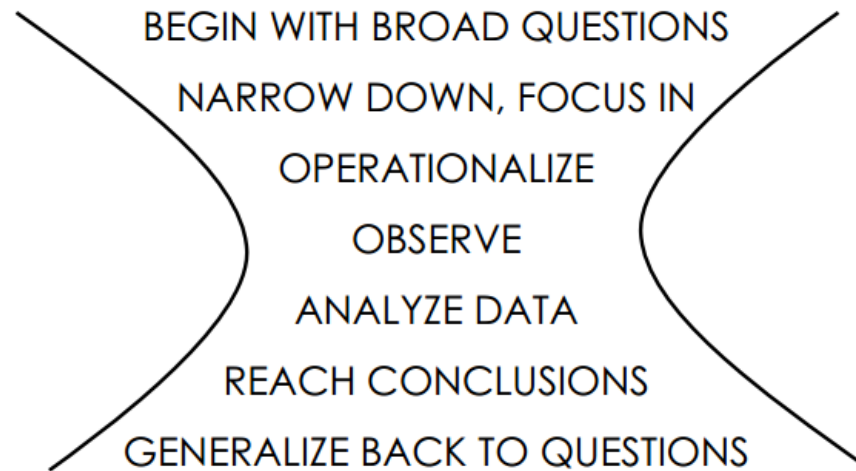 BEGIN WITH BROAD QUESTIONS
NARROW DOWN, FOCUS IN
OPERATIONALIZE
OBSERVE
ANALYZE DATA
REACH CONCLUSIONS
GENERALIZE BACK TO QUESTIONS